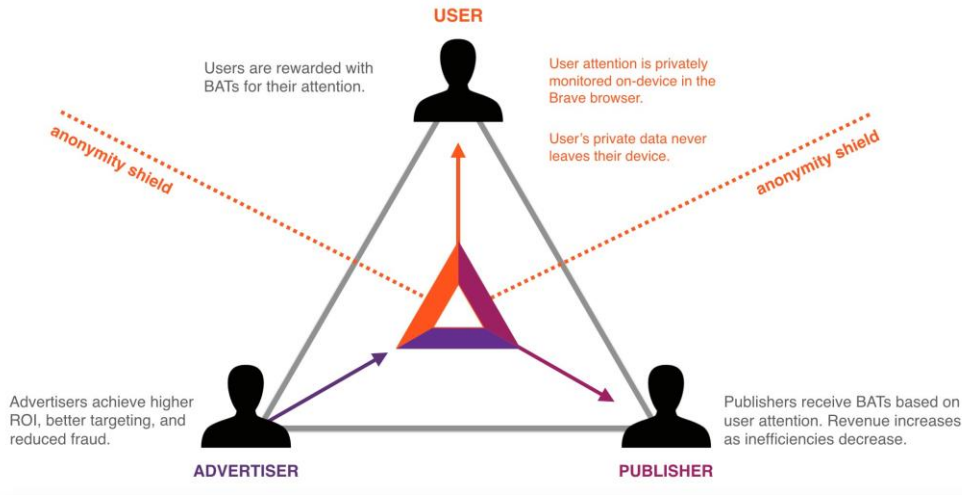 USER
Users are rewarded with
BATs for their attention.
User attention is privately
monitored on-device in the
Brave browser.
User's private data never
leaves their device.
anonymity shield
anonymity shield
Advertisers achieve higher
ROI, better targeting, and
reduced fraud.
ADVERTISER
Publishers receive BATs based on
user attention. Revenue increases
as inefficiencies decrease.
PUBLISHER